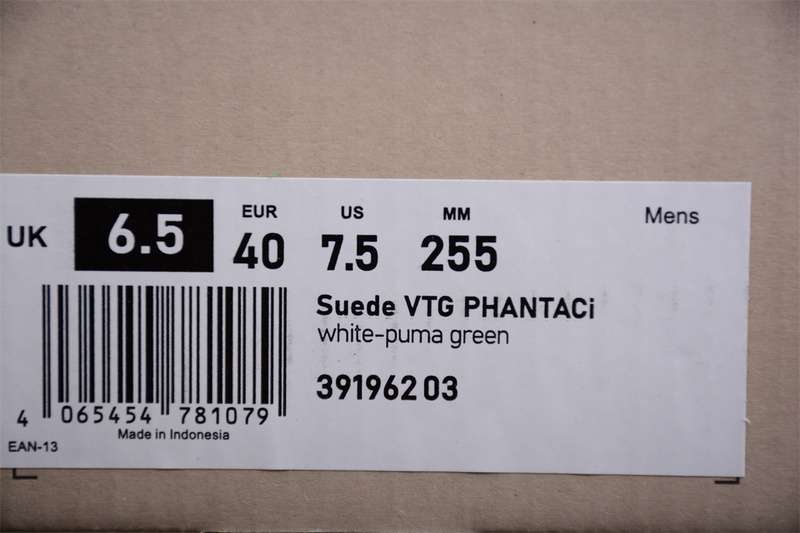 UK 6.5 EUR 40 US 7.5 MM 255 Mens
Suede VTG PHANTACi
white-puma green
391962 03
4 065454 781079
Made in Indonesia
EAN-13